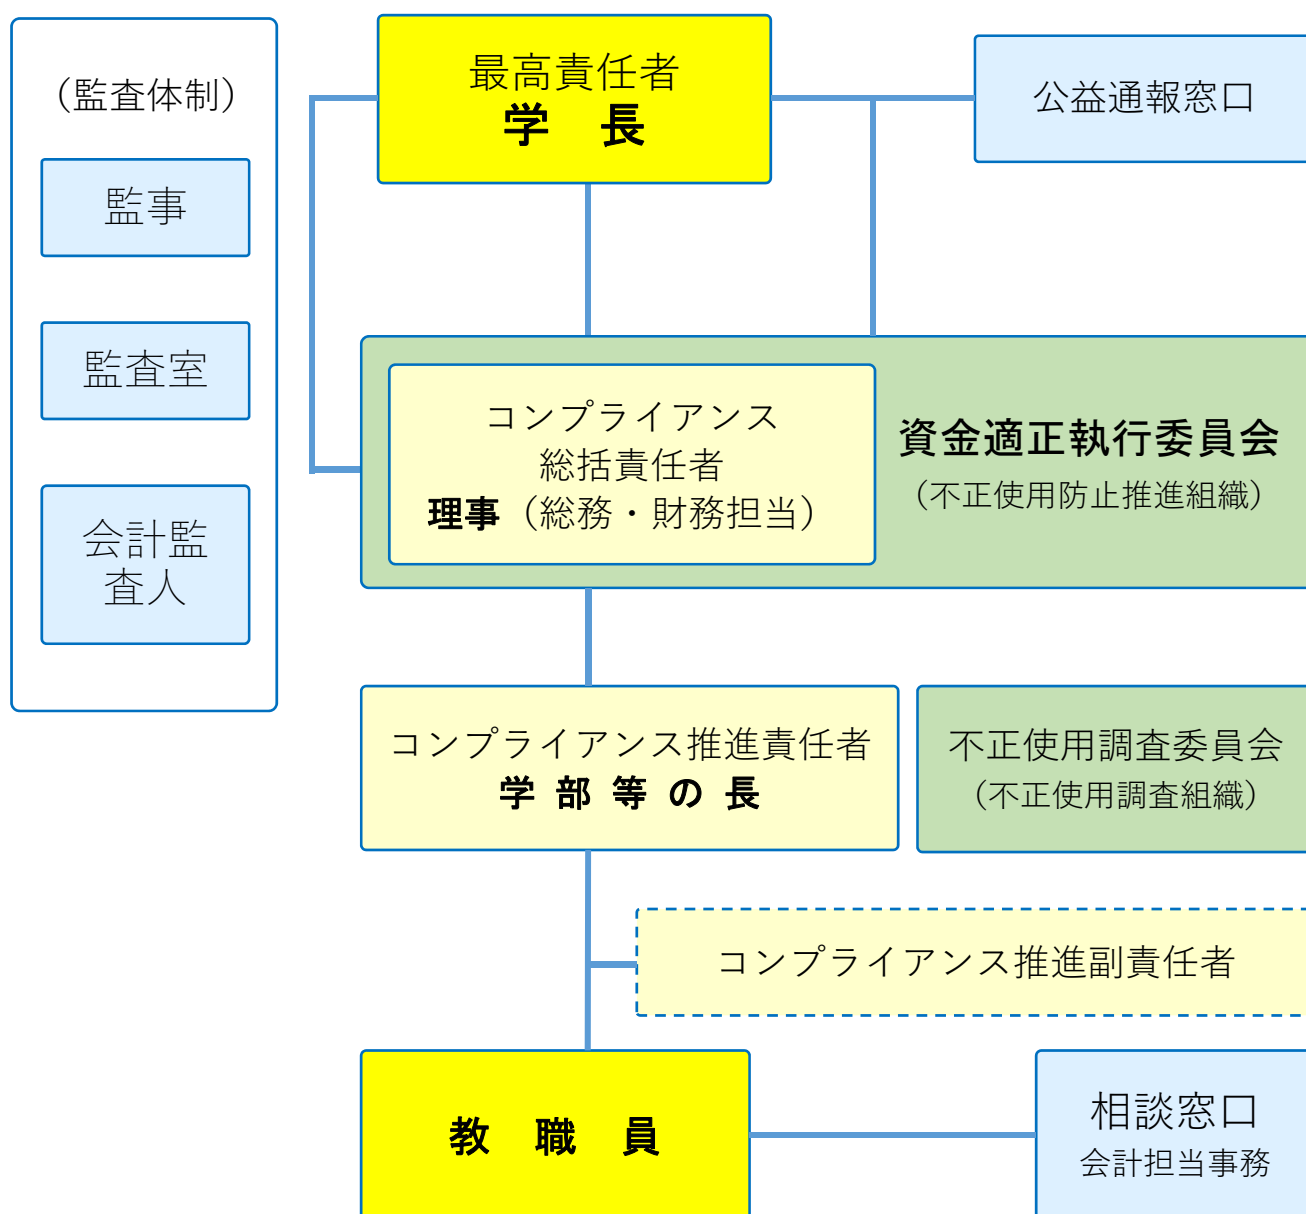 （監査体制）
監事
監査室
会計監
査人
最高責任者
学　長
公益通報窓口
コンプライアンス
総括責任者
理事（総務・財務担当）
資金適正執行委員会
（不正使用防止推進組織）
コンプライアンス推進責任者
学 部 等 の 長
不正使用調査委員会
（不正使用調査組織）
コンプライアンス推進副責任者
教　職　員
相談窓口
会計担当事務